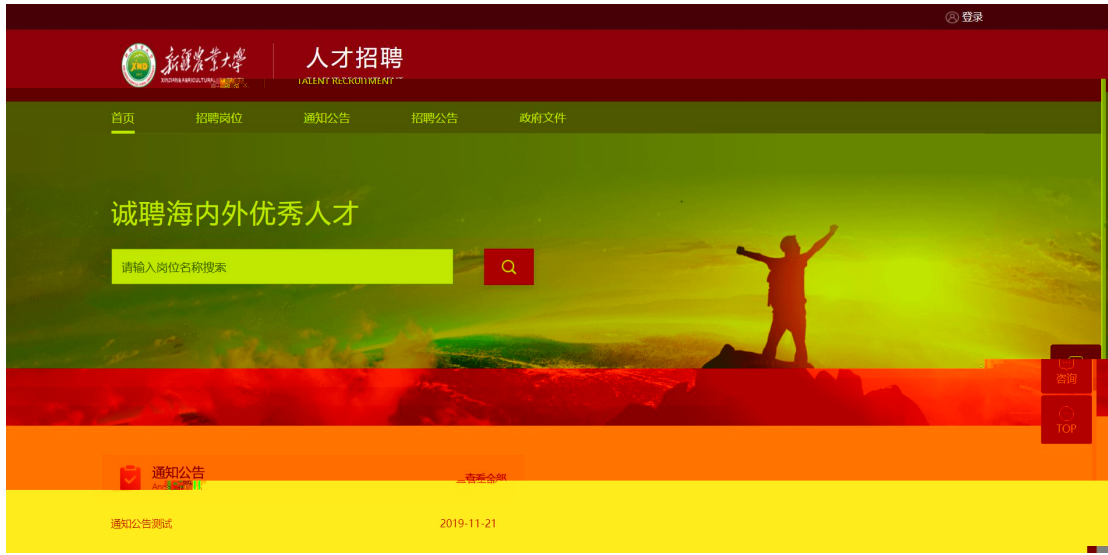 登录
新疆农业大學
人才招聘
TALENT RECRUITMENT
首页 招聘岗位 通知公告 招聘公告 政府文件
诚聘海内外优秀人才
请输入岗位名称搜索
咨询
TOP
通知公告
查看全部
通知公告测试 2019-11-21